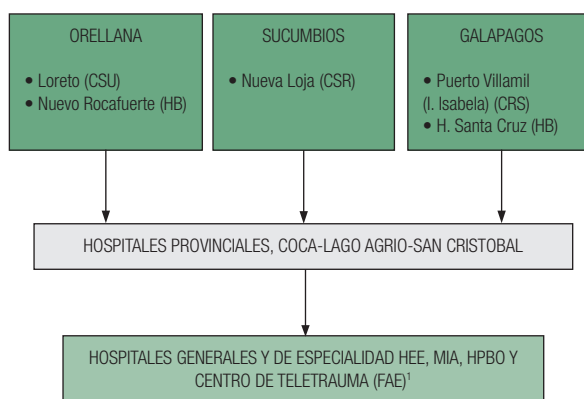 ORELLANA
• Loreto (CSU)
• Nuevo Rocafuerte (HB)
SUCUMBIOS
• Nueva Loja (CSR)
GALAPAGOS
• Puerto Villamil
(I. Isabela) (CRS)
• H. Santa Cruz (HB)
HOSPITALES PROVINCIALES, COCA-LAGO AGRIO-SAN CRISTOBAL
HOSPITALES GENERALES Y DE ESPECIALIDAD HEE, MIA, HPBO Y
CENTRO DE TELETRAUMA (FAE)¹